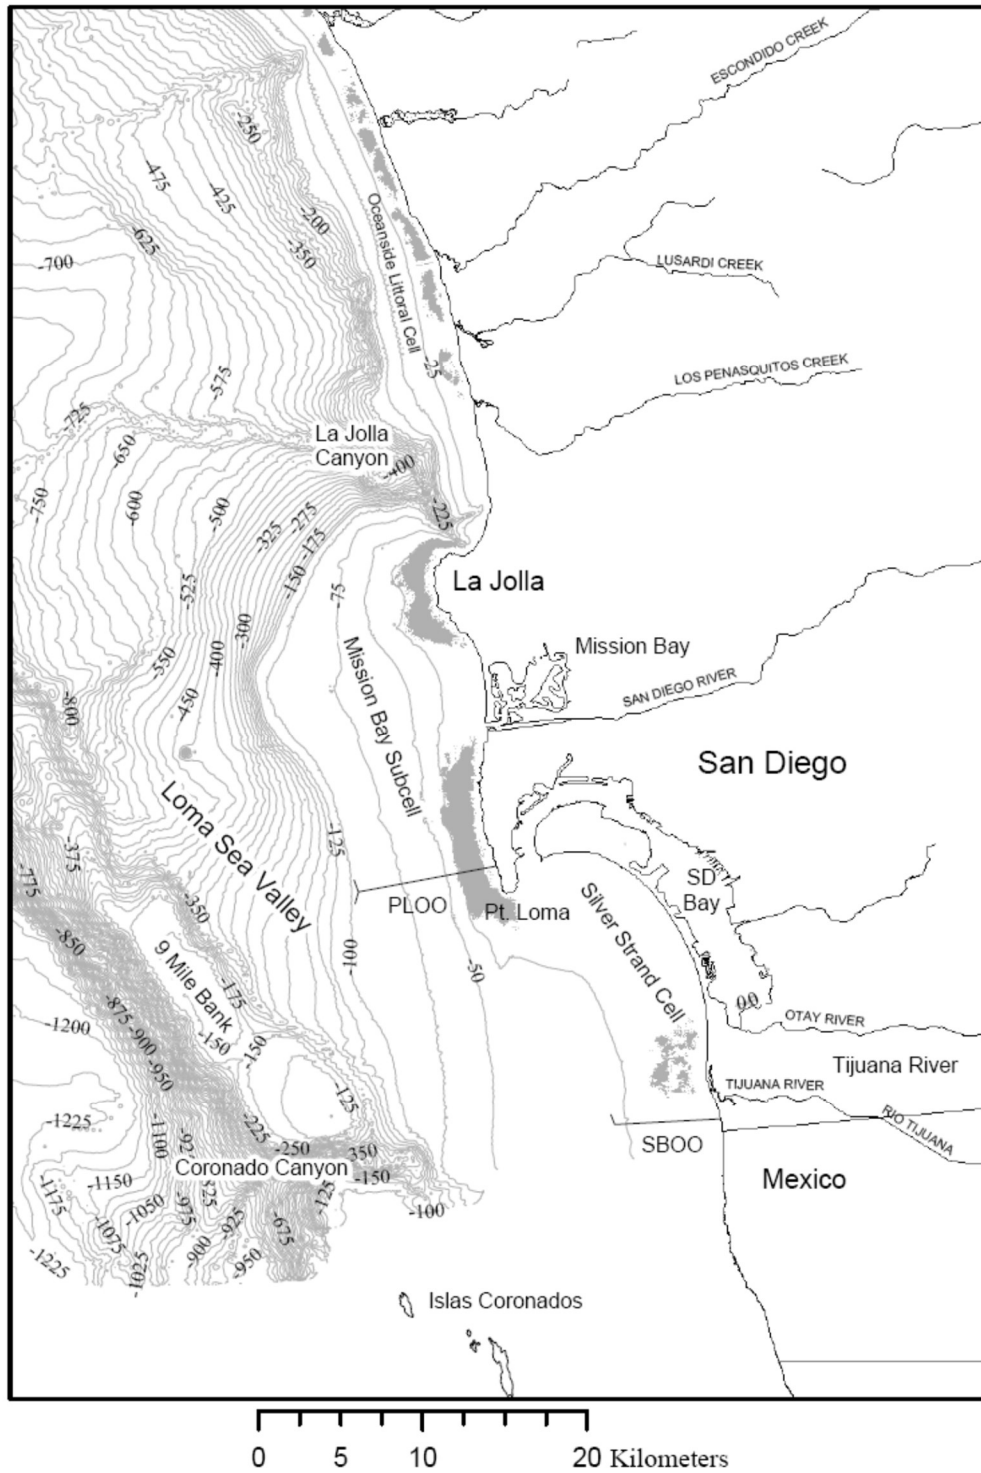 ESCONDIDO CREEK
-250
-475
-425
-200
-350
-625
Oceanside Littoral Cell
-700
LUSARDI CREEK
-25
LOS PENASQUITOS CREEK
-575
-725
-650
La Jolla
Canyon
-400
-750
-600
-500
-325
-275
-175
-225
-150
-75
La Jolla
-525
-300
Mission Bay
-550
-400
-450
Mission Bay Subcell
SAN DIEGO RIVER
-800
San Diego
Loma Sea Valley
-125
-375
-775
SD
Bay
PLOO
Pt. Loma
Silver Strand Cell
-350
-850
9 Mile Bank
-100
-50
-175
-875
-900
-950
-1200
-150
-150
OTAY RIVER
Tijuana River
TIJUANA RIVER
RIO TIJUANA
-125
-1225
-225
-1100
-250
350
SBOO
Coronado Canyon
-150
Mexico
-1175
-1150
-1050
-975
-925
-125
-675
-100
-1075
-900
-950
-1225
-1025
Islas Coronados
0 5 10 20 Kilometers